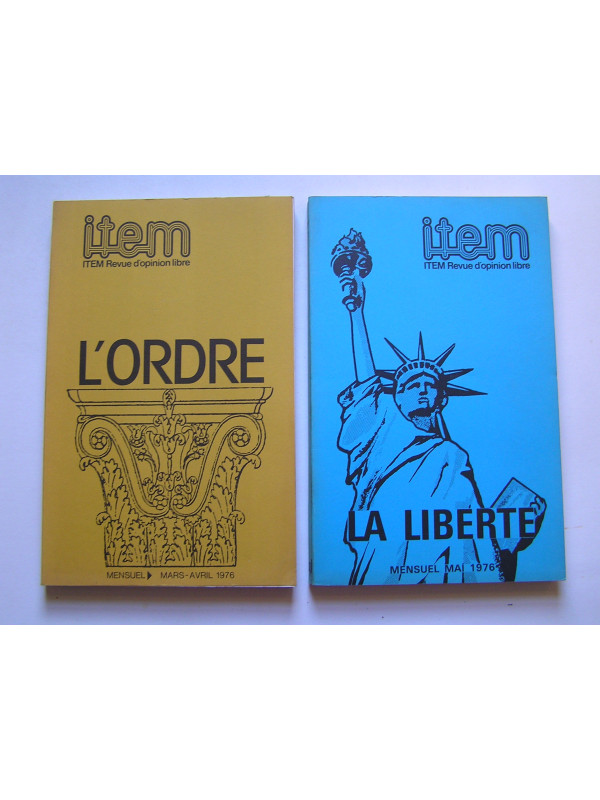 item
ITEM Revue d'opinion libre
L'ORDRE
MENSUEL MARS-AVRIL 1976
item
ITEM Revue d'opinion libre
LA LIBERTE
MENSUEL MAI 1976